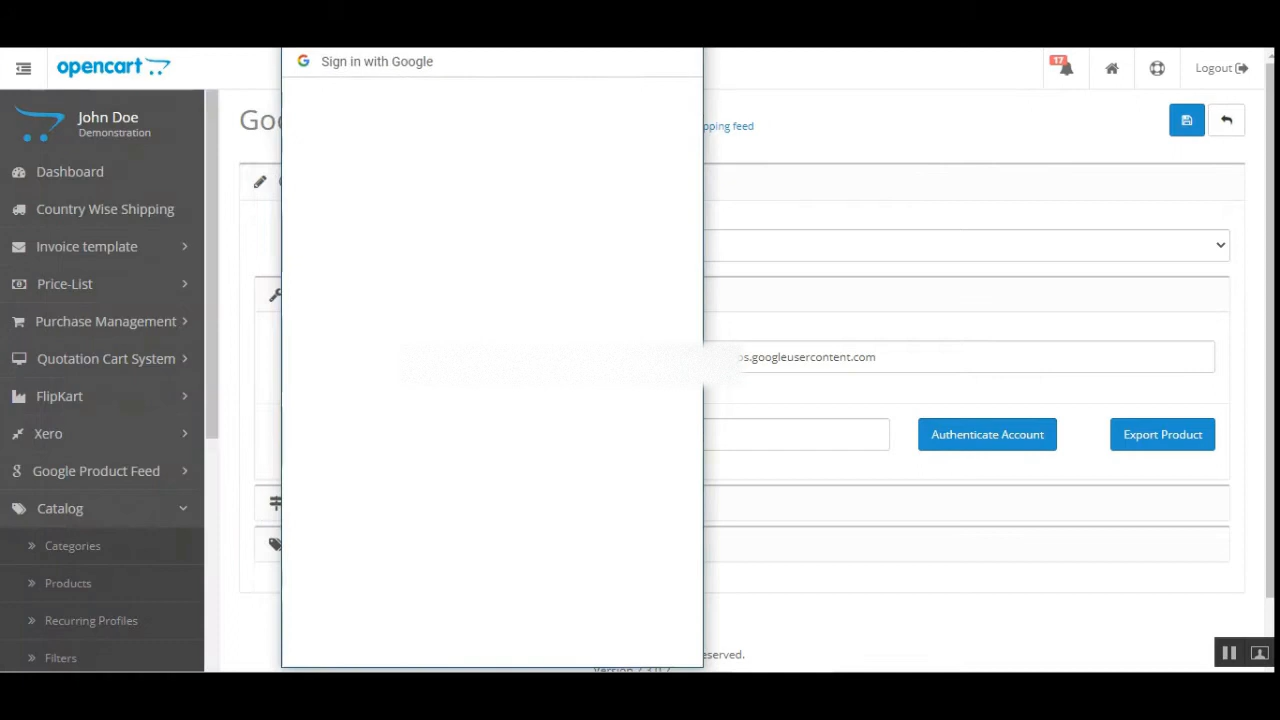 Sign in with Google
opencart
17
Logout
John Doe
Demonstration
pping feed
Dashboard
Country Wise Shipping
Invoice template
Price-List
Purchase Management
Quotation Cart System
s.googleusercontent.com
FlipKart
Xero
Authenticate Account
Export Product
Google Product Feed
Catalog
Categories
Products
Recurring Profiles
Filters
eserved.